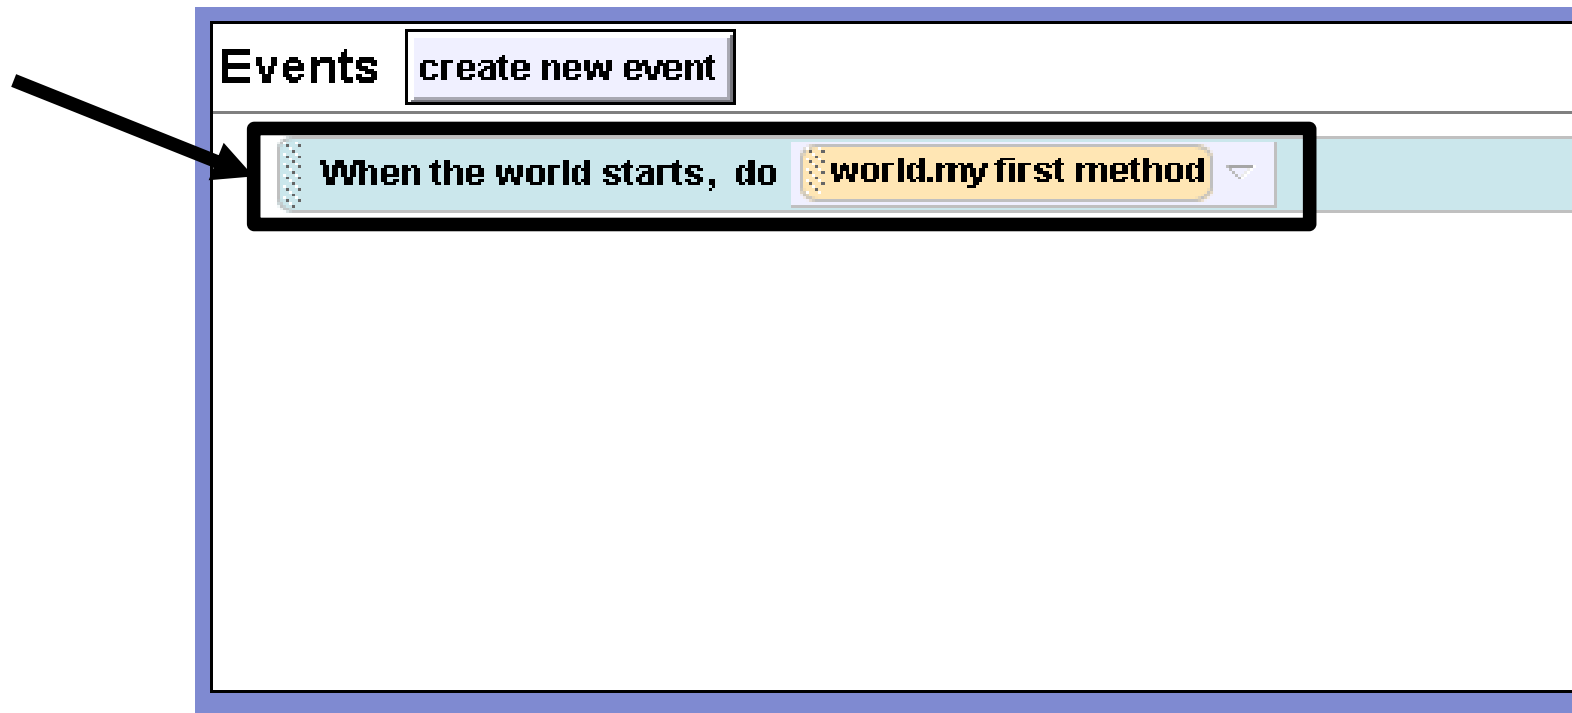 Events create new event
When the world starts, do world.my first method